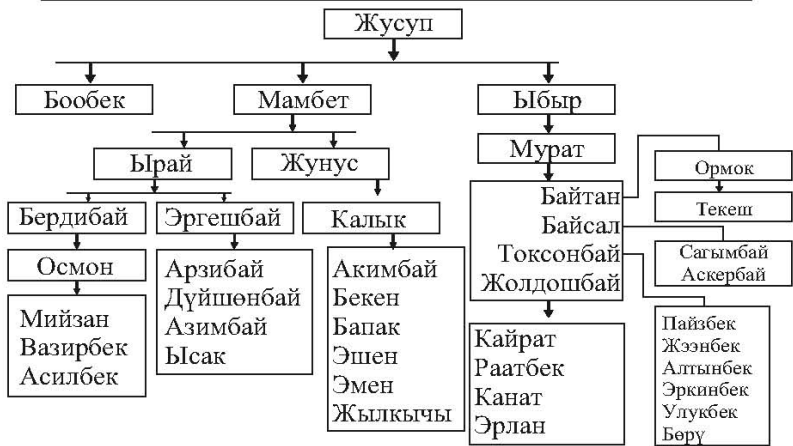 Жусуп
Бообек
Мамбет
Ыбыр
Ырай
Жунус
Мурат
Ормок
Текеш
Бердибай
Эргешбай
Калык
Байтан
Байсал
Токсонбай
Жолдошбай
Сагымбай
Аскербай
Осмон
Арзибай
Дүйшөнбай
Азимбай
Ысак
Акимбай
Бекен
Бапак
Эшен
Эмен
Жылкычы
Мийзан
Вазирбек
Асилбек
Кайрат
Раатбек
Канат
Эрлан
Пайзбек
Жээнбек
Алтынбек
Эркинбек
Улукбек
Бөрү